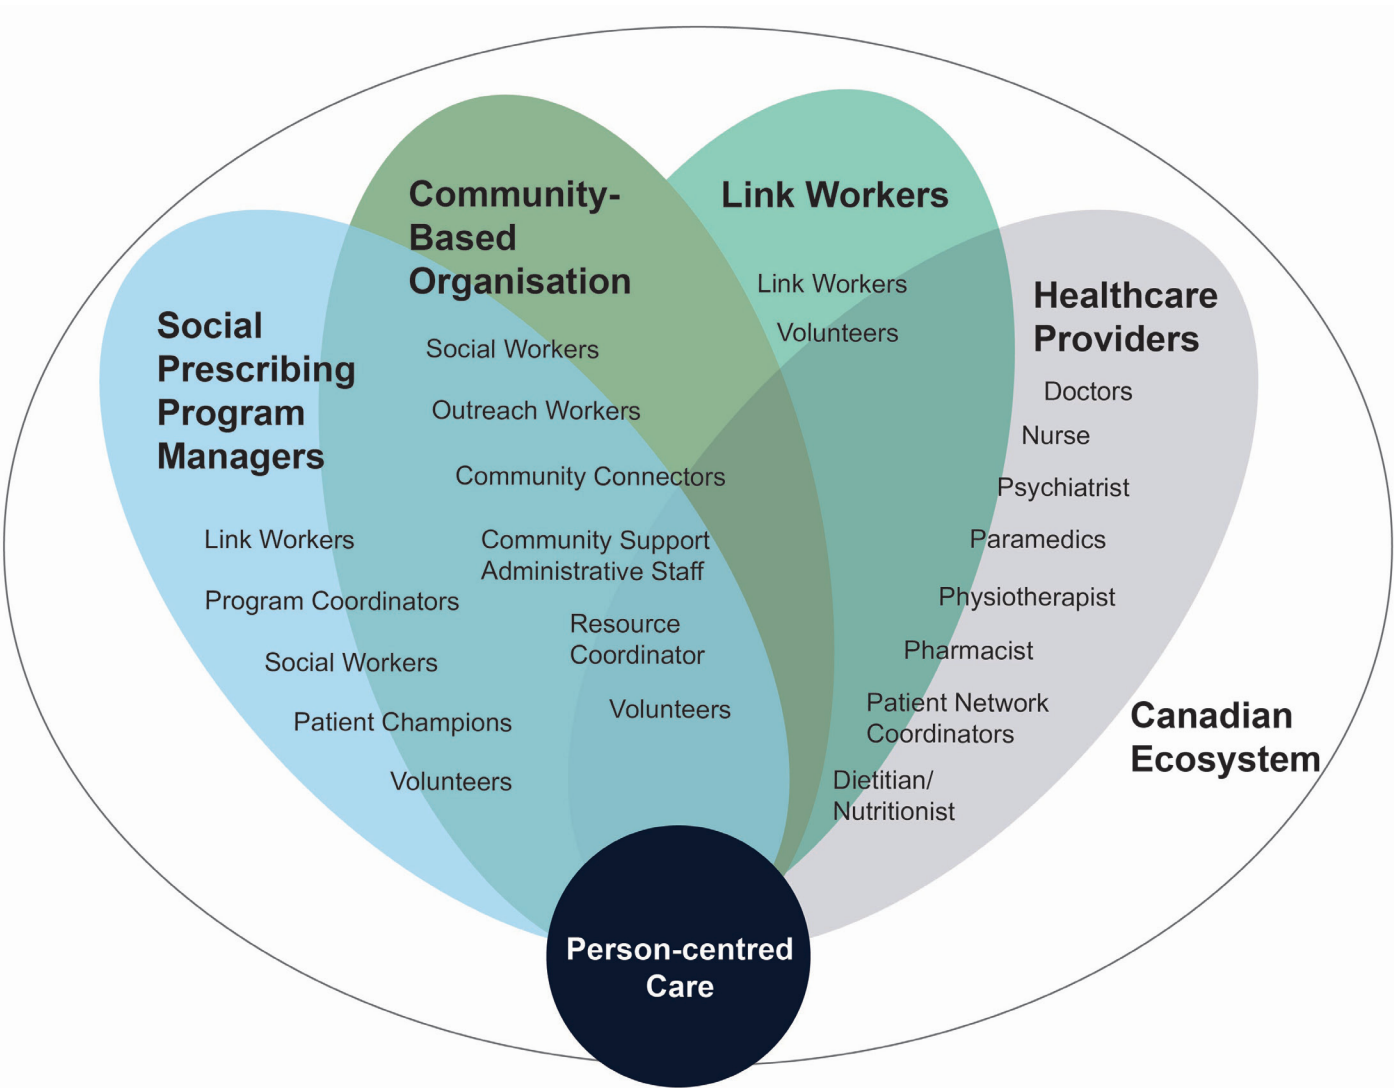 Community-
Based
Organisation
Social Workers
Outreach Workers
Community Connectors
Community Support
Administrative Staff
Resource
Coordinator
Volunteers
Link Workers
Link Workers
Volunteers
Social
Prescribing
Program
Managers
Link Workers
Program Coordinators
Social Workers
Patient Champions
Volunteers
Healthcare
Providers
Doctors
Nurse
Psychiatrist
Paramedics
Physiotherapist
Pharmacist
Patient Network
Coordinators
Dietitian/
Nutritionist
Canadian
Ecosystem
Person-centred
Care